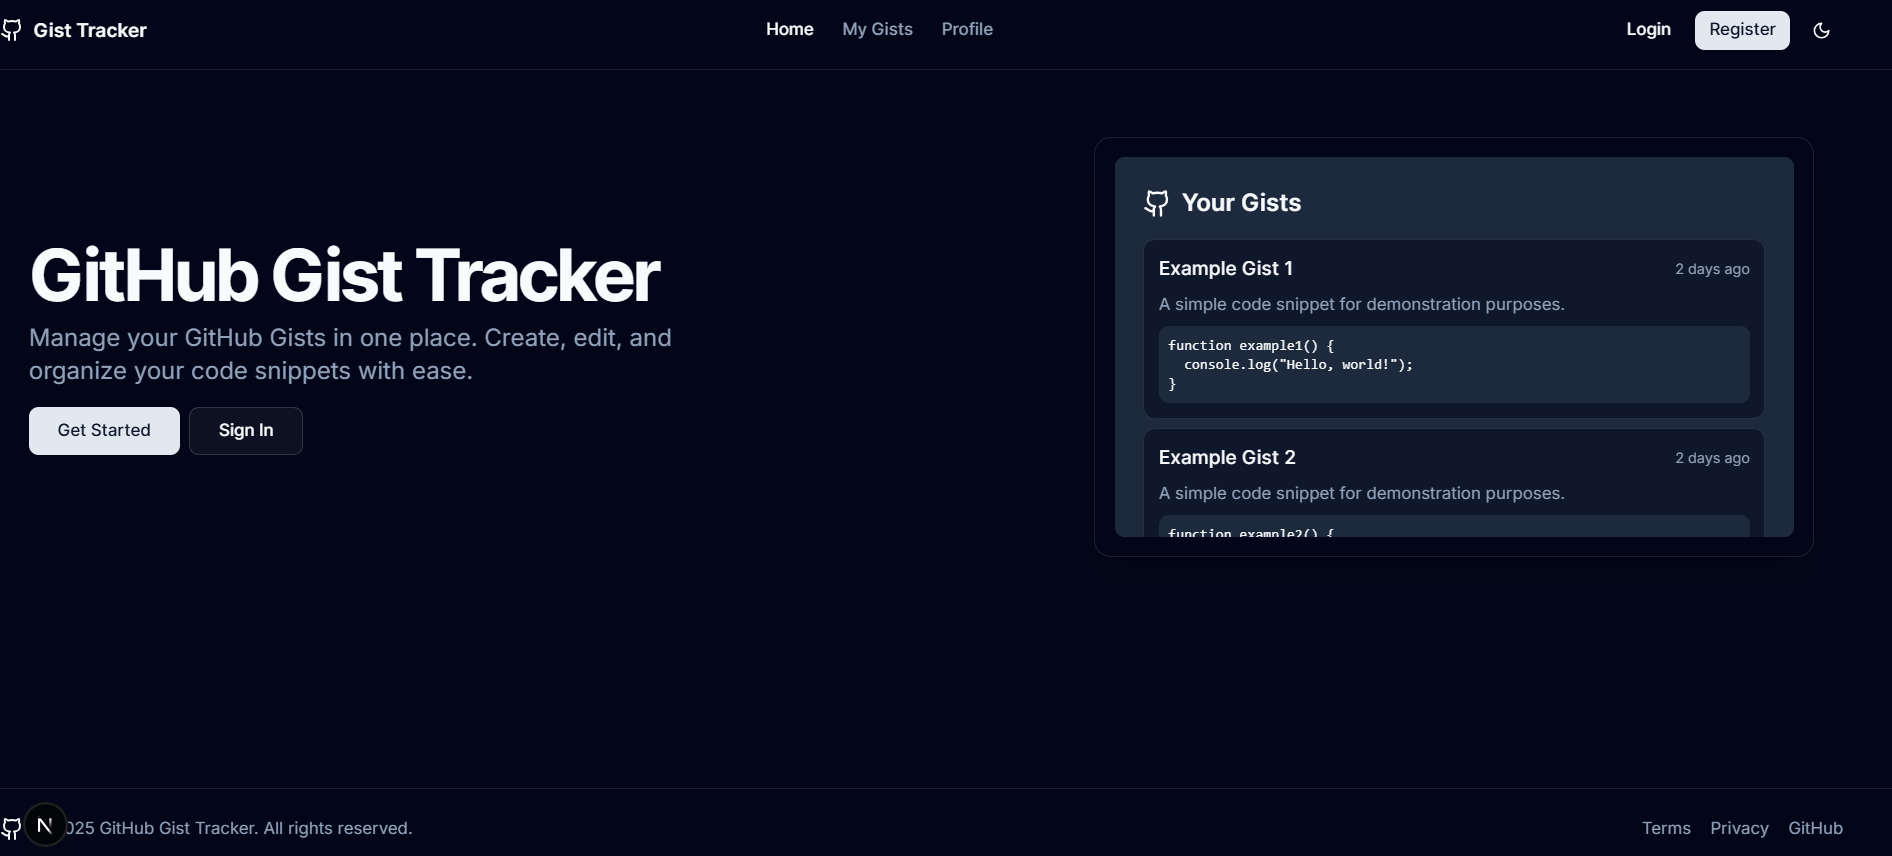 Gist Tracker
Home
My Gists
Profile
Login
Register
GitHub Gist Tracker
Manage your GitHub Gists in one place. Create, edit, and
organize your code snippets with ease.
Get Started
Sign In
Your Gists
Example Gist 1
2 days ago
A simple code snippet for demonstration purposes.
function example1() {
  console.log("Hello, world!");
}
Example Gist 2
2 days ago
A simple code snippet for demonstration purposes.
function example2() {
N
025 GitHub Gist Tracker. All rights reserved.
Terms
Privacy
GitHub